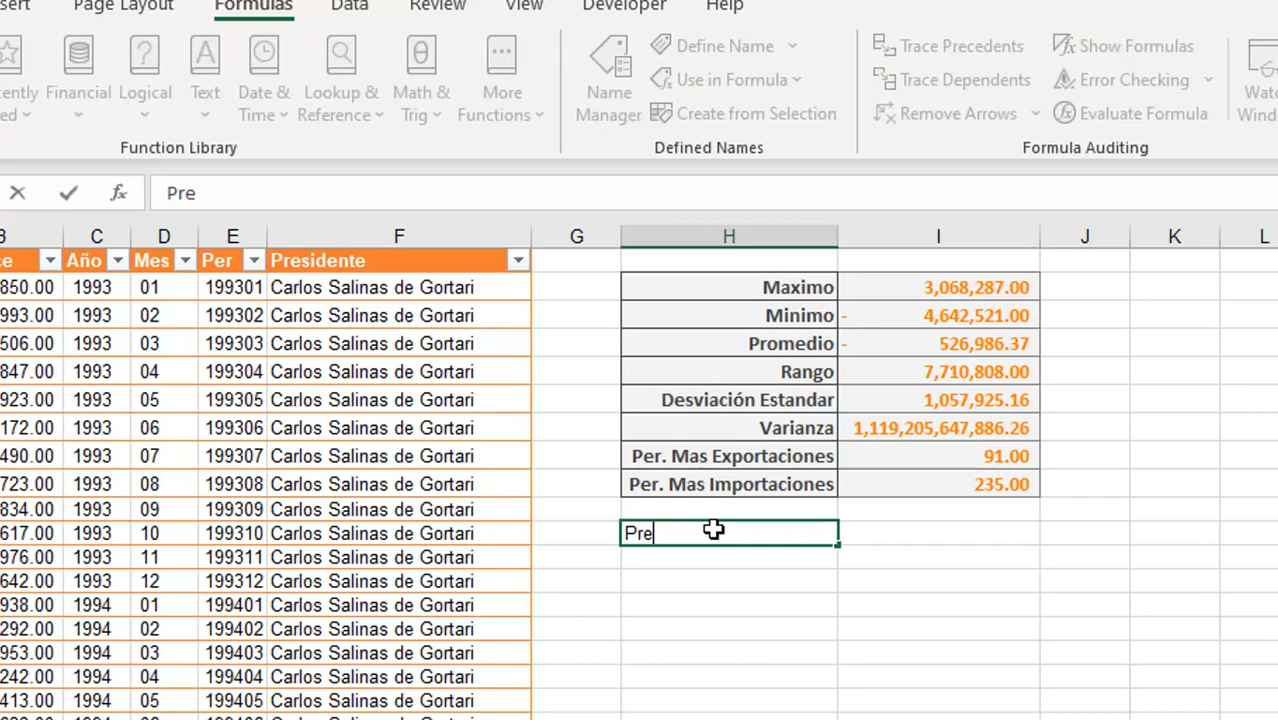 Page Layout Formulas Data Review View Developer Help
Financial Logical Text Date & Time Lookup & Reference Math & Trig More Functions
Name Manager
Define Name
Use in Formula
Create from Selection
Trace Precedents
Trace Dependents
Remove Arrows
Show Formulas
Error Checking
Evaluate Formula
Function Library Defined Names Formula Auditing
fx Pre
C D E F G H I J K L
Año Mes Per Presidente
850.00 1993 01 199301 Carlos Salinas de Gortari Maximo 3,068,287.00
993.00 1993 02 199302 Carlos Salinas de Gortari Minimo - 4,642,521.00
506.00 1993 03 199303 Carlos Salinas de Gortari Promedio - 526,986.37
847.00 1993 04 199304 Carlos Salinas de Gortari Rango 7,710,808.00
923.00 1993 05 199305 Carlos Salinas de Gortari Desviación Estandar 1,057,925.16
172.00 1993 06 199306 Carlos Salinas de Gortari Varianza 1,119,205,647,886.26
490.00 1993 07 199307 Carlos Salinas de Gortari Per. Mas Exportaciones 91.00
723.00 1993 08 199308 Carlos Salinas de Gortari Per. Mas Importaciones 235.00
834.00 1993 09 199309 Carlos Salinas de Gortari
617.00 1993 10 199310 Carlos Salinas de Gortari Pre
976.00 1993 11 199311 Carlos Salinas de Gortari
642.00 1993 12 199312 Carlos Salinas de Gortari
938.00 1994 01 199401 Carlos Salinas de Gortari
292.00 1994 02 199402 Carlos Salinas de Gortari
953.00 1994 03 199403 Carlos Salinas de Gortari
242.00 1994 04 199404 Carlos Salinas de Gortari
413.00 1994 05 199405 Carlos Salinas de Gortari